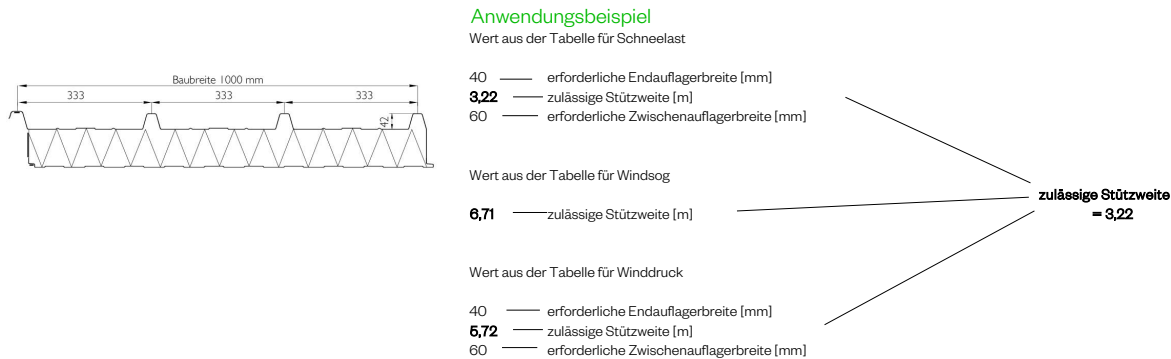 Anwendungsbeispiel
Wert aus der Tabelle für Schneelast
40 erforderliche Endauflagerbreite [mm]
3,22 zulässige Stützweite [m]
60 erforderliche Zwischenauflagerbreite [mm]
Baubreite 1000 mm
333 333 333
42
Wert aus der Tabelle für Windsog
6,71 zulässige Stützweite [m]
zulässige Stützweite
= 3,22
Wert aus der Tabelle für Winddruck
40 erforderliche Endauflagerbreite [mm]
5,72 zulässige Stützweite [m]
60 erforderliche Zwischenauflagerbreite [mm]